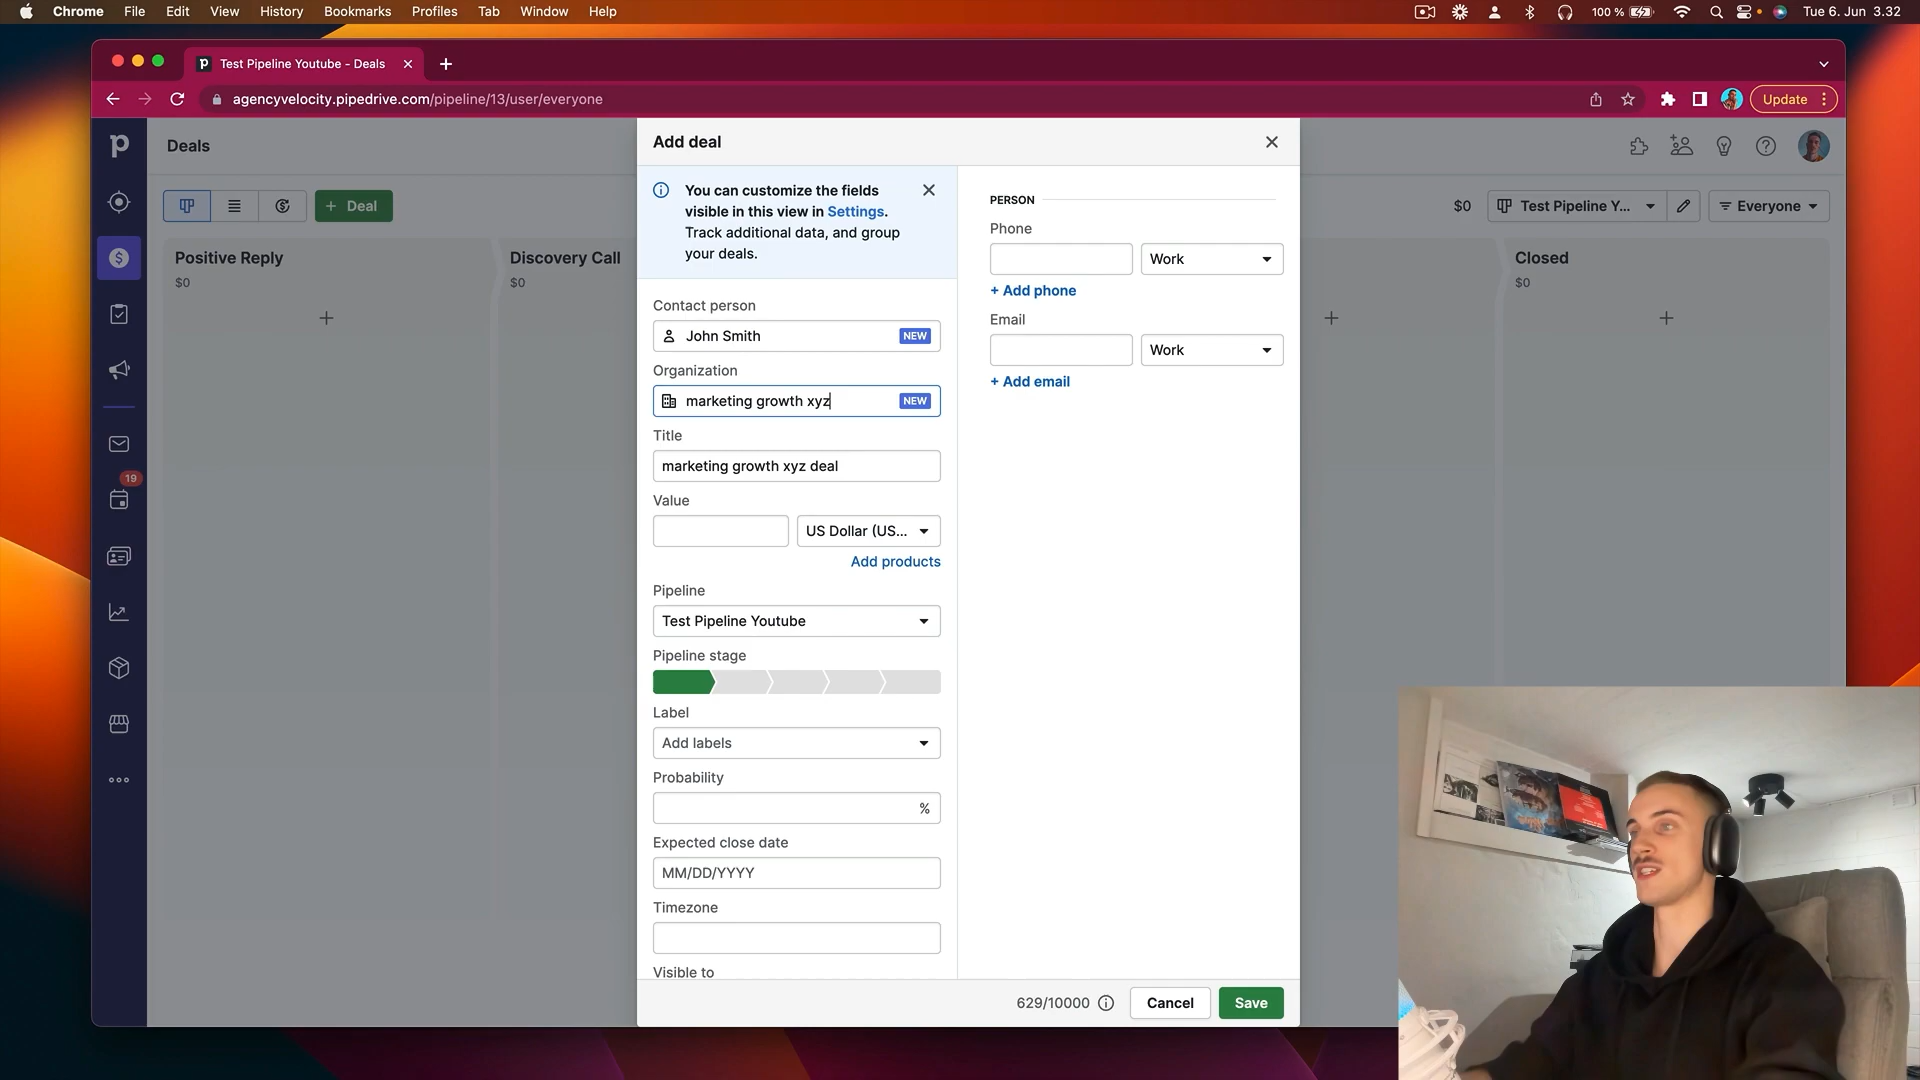 Chrome File Edit View History Bookmarks Profiles Tab Window Help 100 % Tue 6. Jun 3.32
Test Pipeline Youtube - Deals
agencyvelocity.pipedrive.com/pipeline/13/user/everyone Update
Deals
Add deal
+ Deal
$0 Test Pipeline Y... Everyone
You can customize the fields
visible in this view in Settings.
Track additional data, and group
your deals.
Positive Reply
$0
Discovery Call
$0
Closed
$0
19
Contact person
John Smith NEW
Organization
marketing growth xyz NEW
Title
marketing growth xyz deal
Value
US Dollar (US...
Add products
Pipeline
Test Pipeline Youtube
Pipeline stage
Label
Add labels
Probability
%
Expected close date
MM/DD/YYYY
Timezone
Visible to
PERSON
Phone
Work
+ Add phone
Email
Work
+ Add email
629/10000 Cancel Save